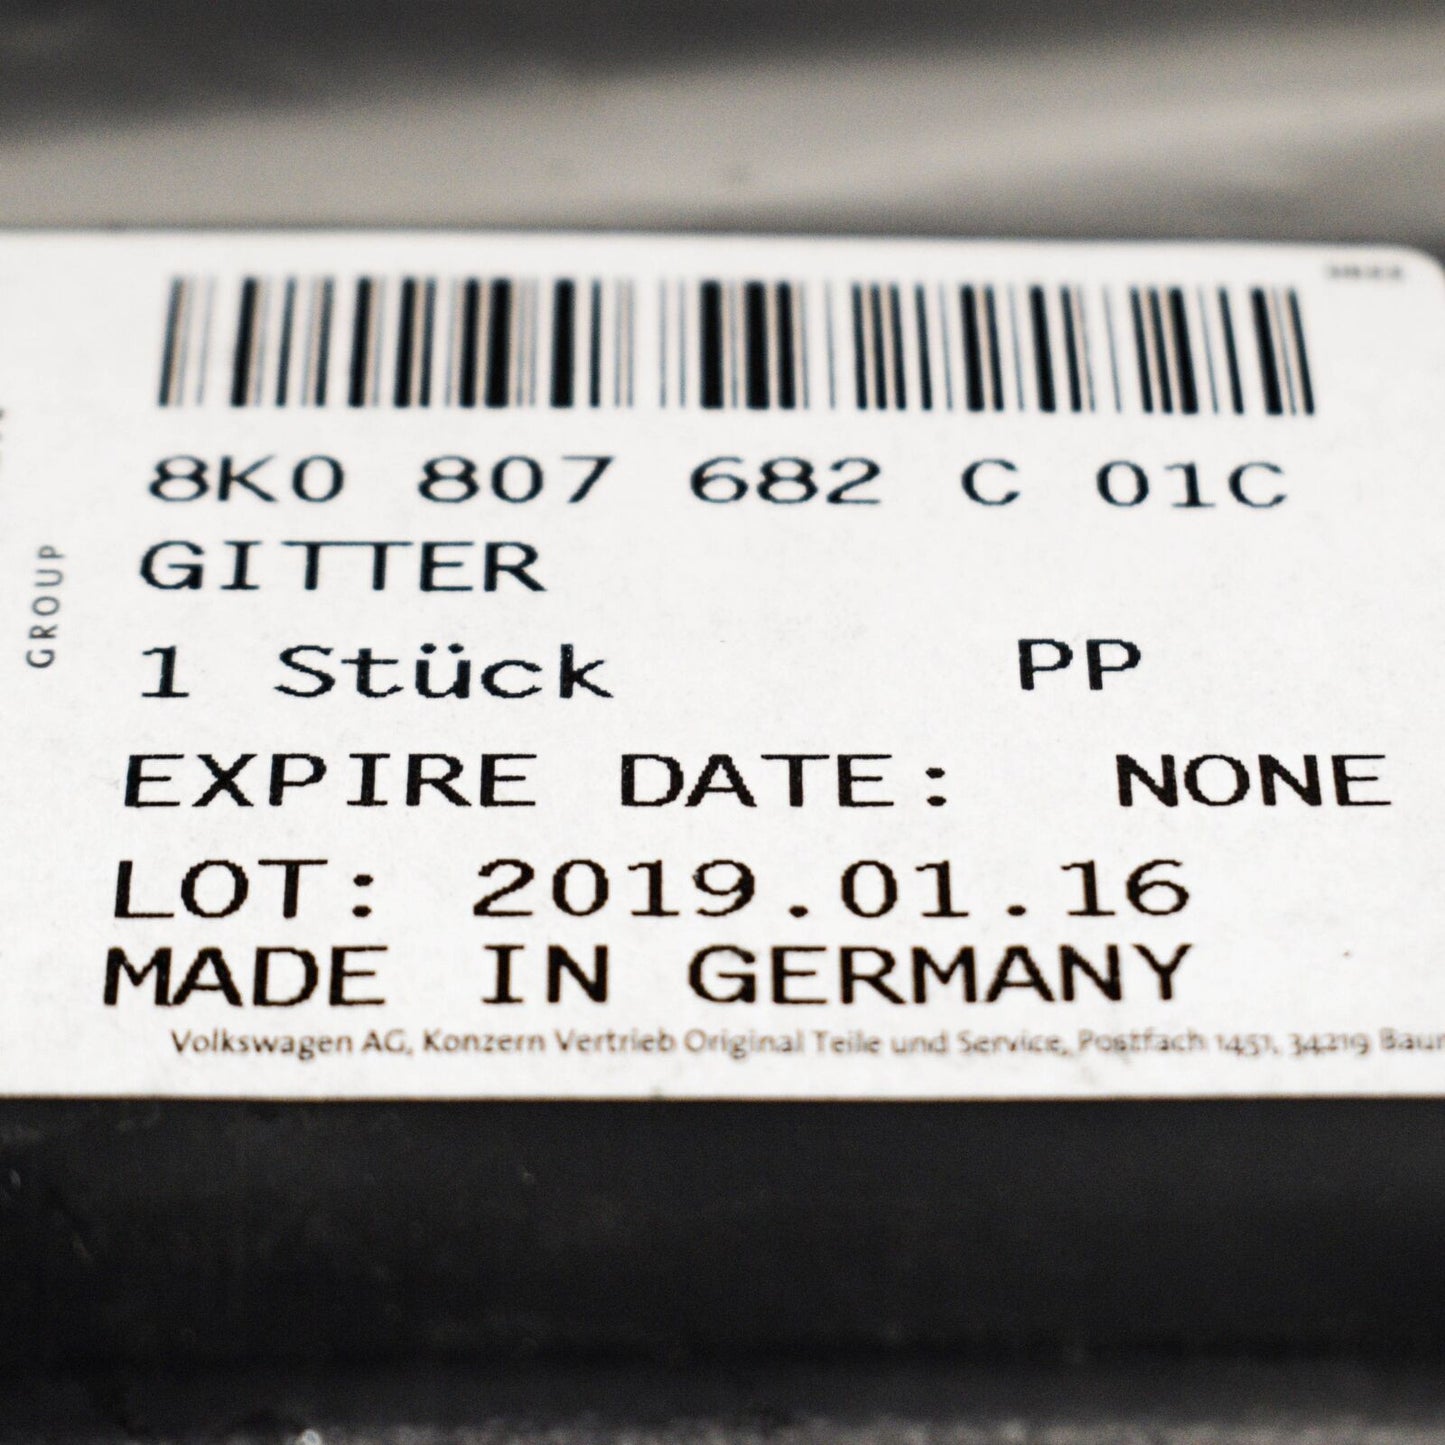 8K0 807 682 C 01C
GITTER
1 Stück PP
EXPIRE DATE: NONE
LOT: 2019.01.16
MADE IN GERMANY
Volkswagen AG, Konzern Vertrieb Original Teile und Service, Postfach 1451, 34219
GROUP